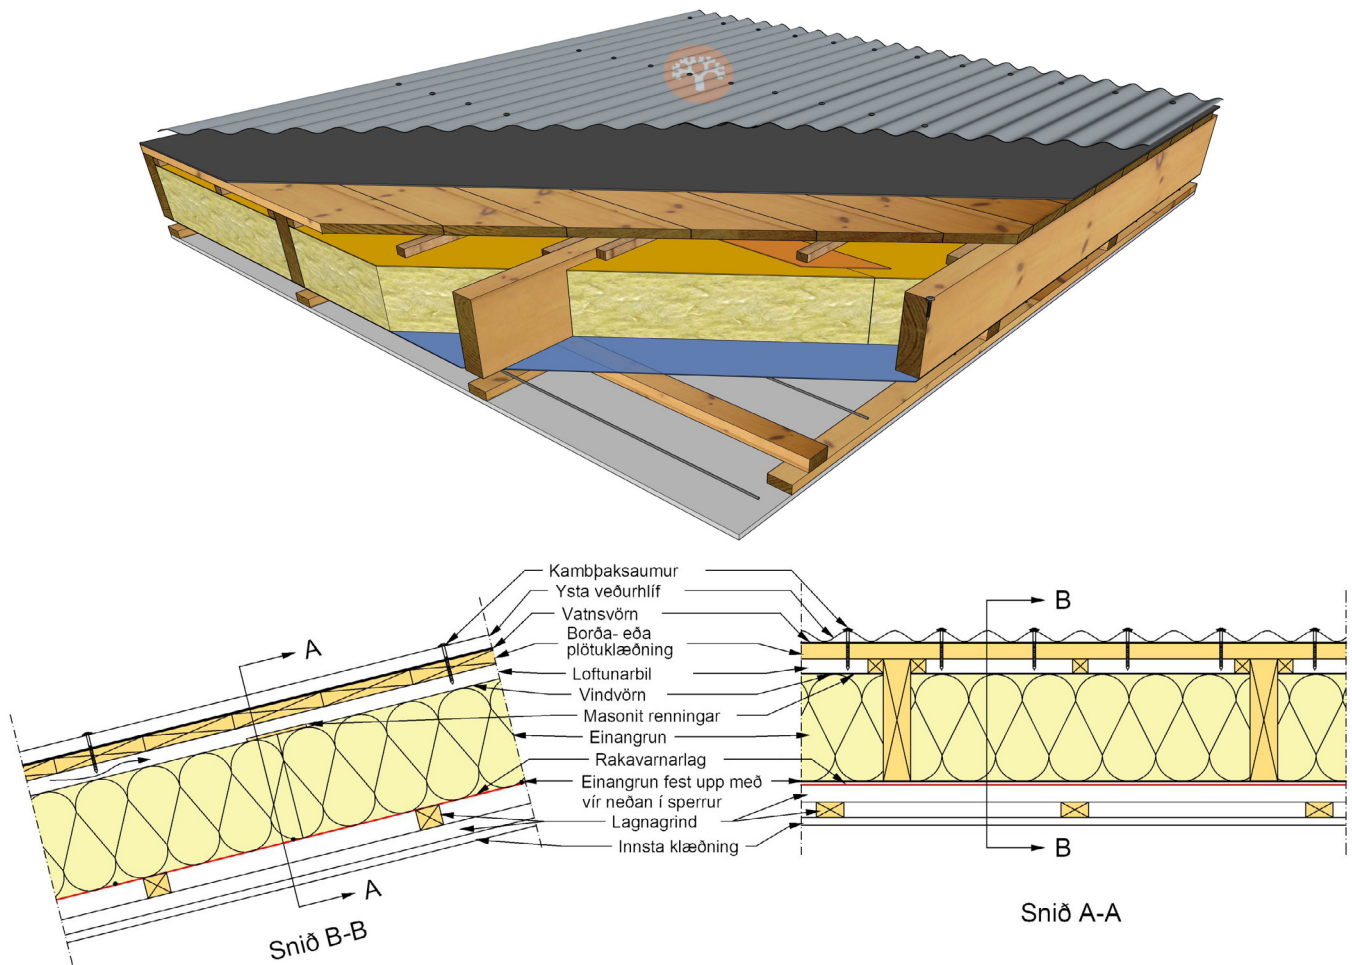 Kambþaksaumur
Ysta veðurhlíf
Vatnsvörn
Borða- eða
plötuklæðning
Loftunarbil
Vindvörn
Masonit renningar
Einangrun
Rakavarnarlag
Einangrun fest upp með
vír neðan í sperrur
Lagnagrind
Innsta klæðning
A
A
Snið B-B
B
B
Snið A-A